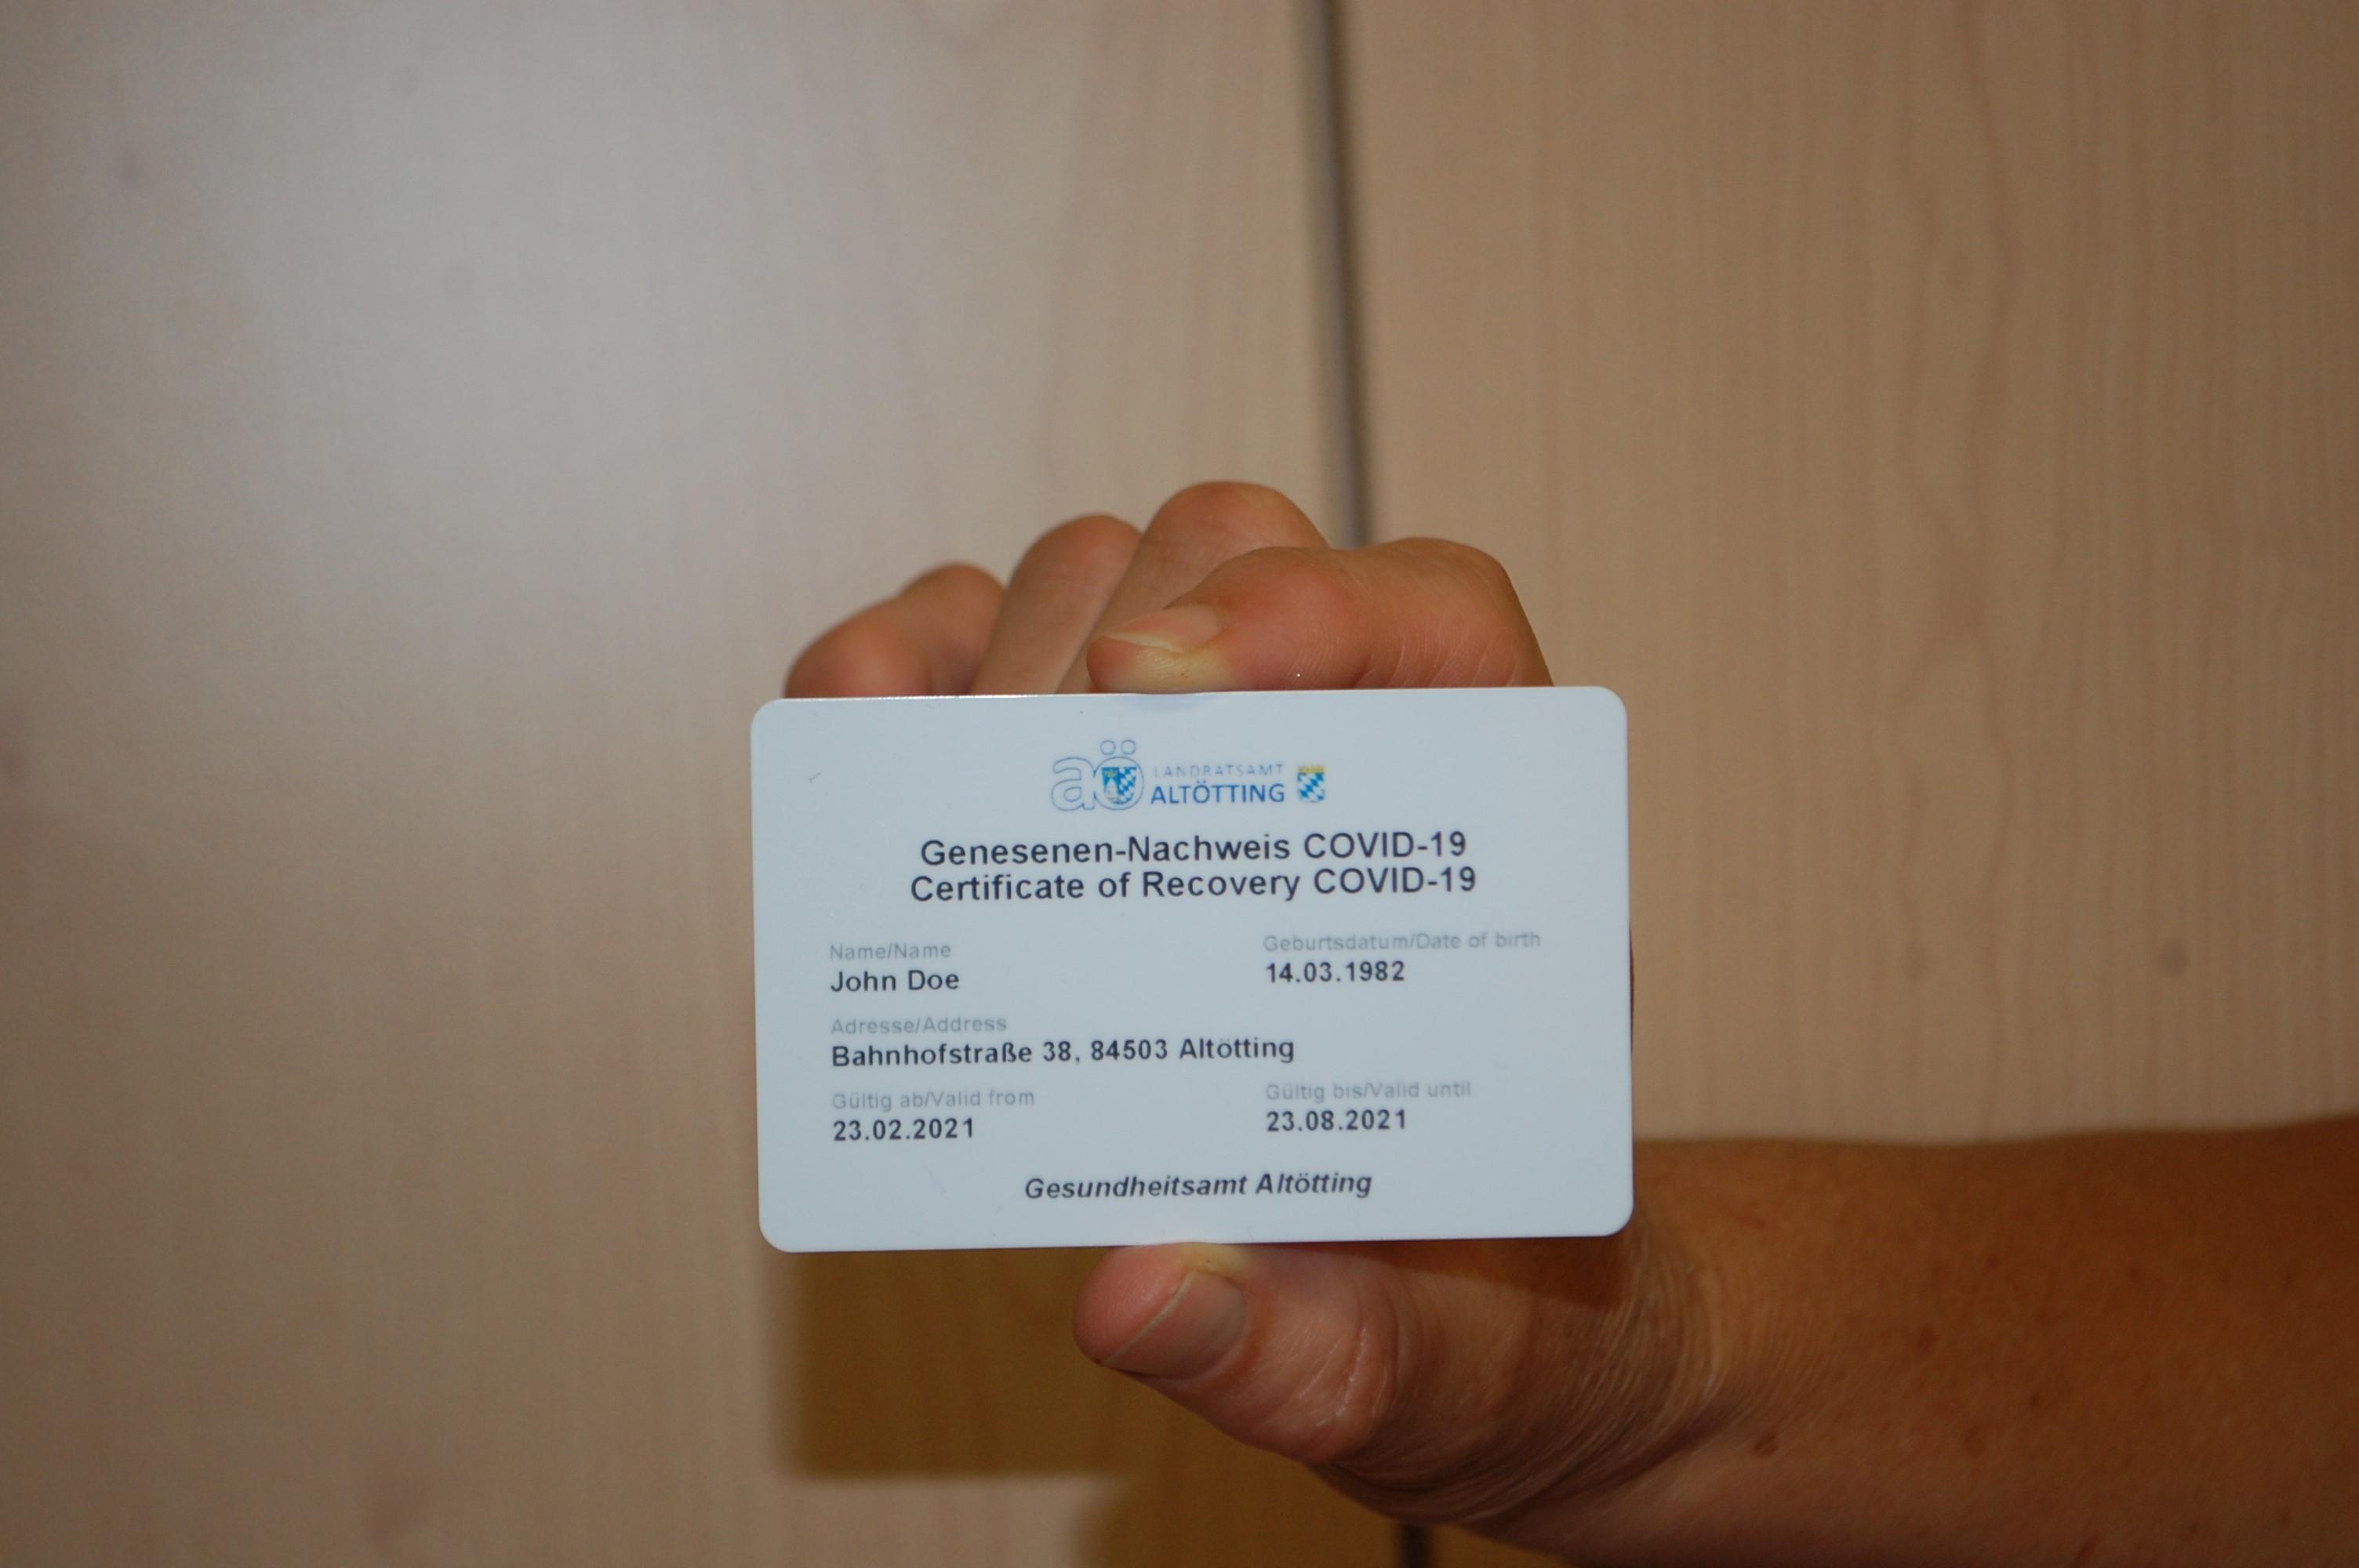 aö LANDRATSAMT
ALTÖTTING
Genesenen-Nachweis COVID-19
Certificate of Recovery COVID-19
Name/Name
Geburtsdatum/Date of birth
John Doe
14.03.1982
Adresse/Address
Bahnhofstraße 38, 84503 Altötting
Gültig ab/Valid from
Gültig bis/Valid until
23.02.2021
23.08.2021
Gesundheitsamt Altötting